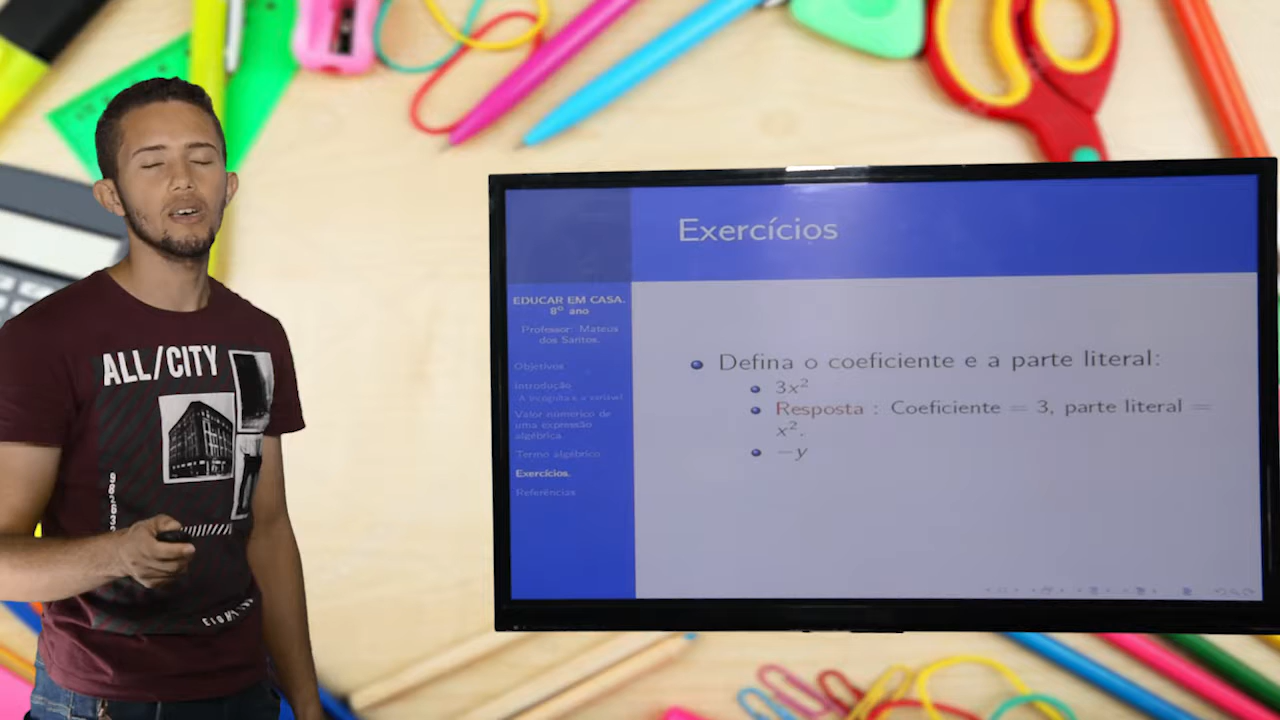 ALL/CITY
Exercícios
EDUCAR EM CASA.
8º ano
Professor: Mateus
dos Santos.
Objetivos
Introdução
A incógnita e a variável
Valor numérico de
uma expressão
algébrica.
Termo algébrico
Exercícios.
Referências
Defina o coeficiente e a parte literal:
3x²
Resposta : Coeficiente = 3, parte literal =
x².
−y